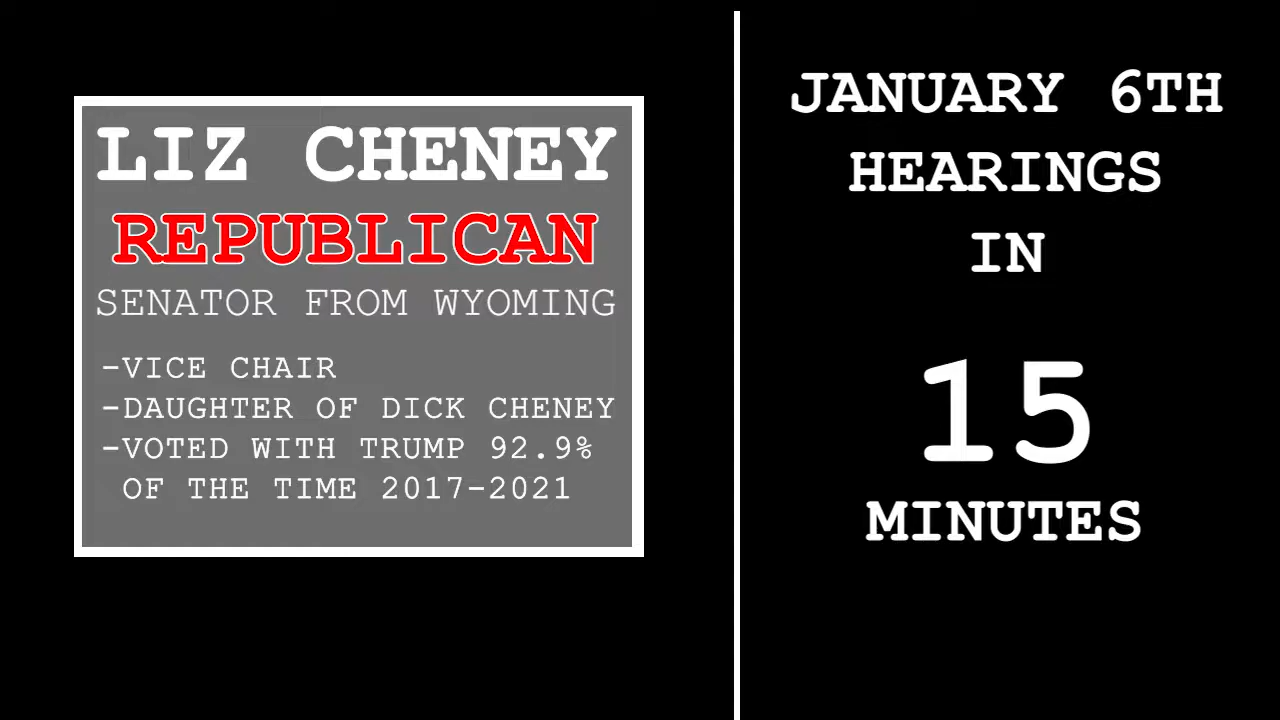 LIZ CHENEY
REPUBLICAN
SENATOR FROM WYOMING
-VICE CHAIR
-DAUGHTER OF DICK CHENEY
-VOTED WITH TRUMP 92.9%
OF THE TIME 2017-2021
JANUARY 6TH
HEARINGS
IN
15
MINUTES